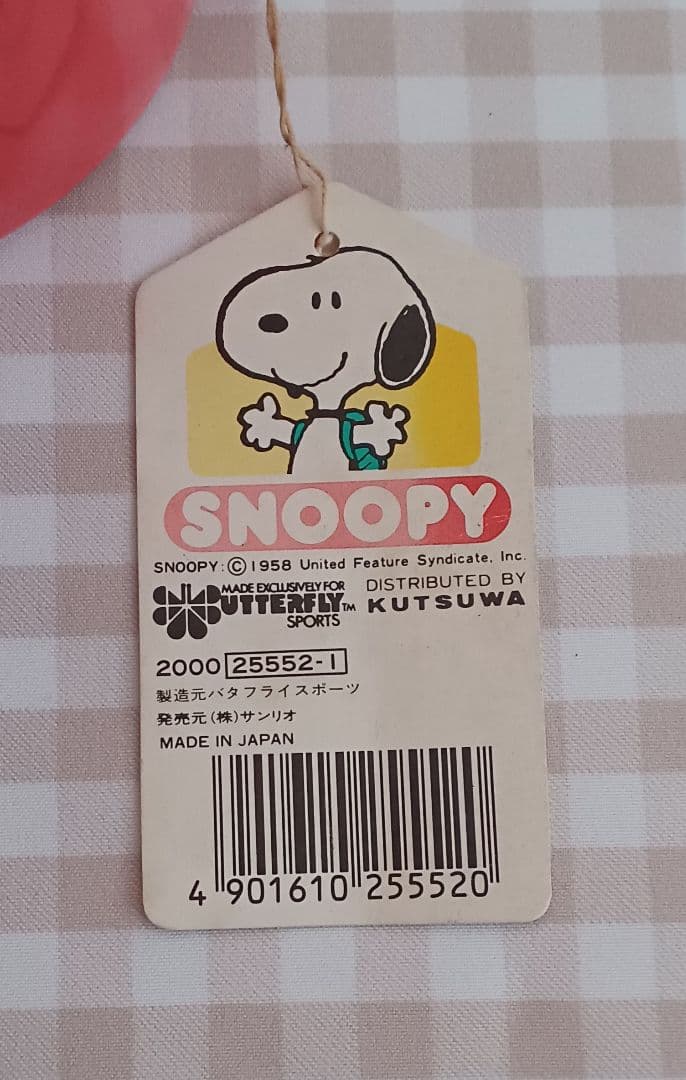 SNOOPY
SNOOPY:©1958 United Feature Syndicate, Inc.
MADE EXCLUSIVELY FOR
BUTTERFLY™
SPORTS
DISTRIBUTED BY
KUTSUWA
2000 25552-1
製造元バタフライスポーツ
発売元(株)サンリオ
MADE IN JAPAN
4 901610 255520